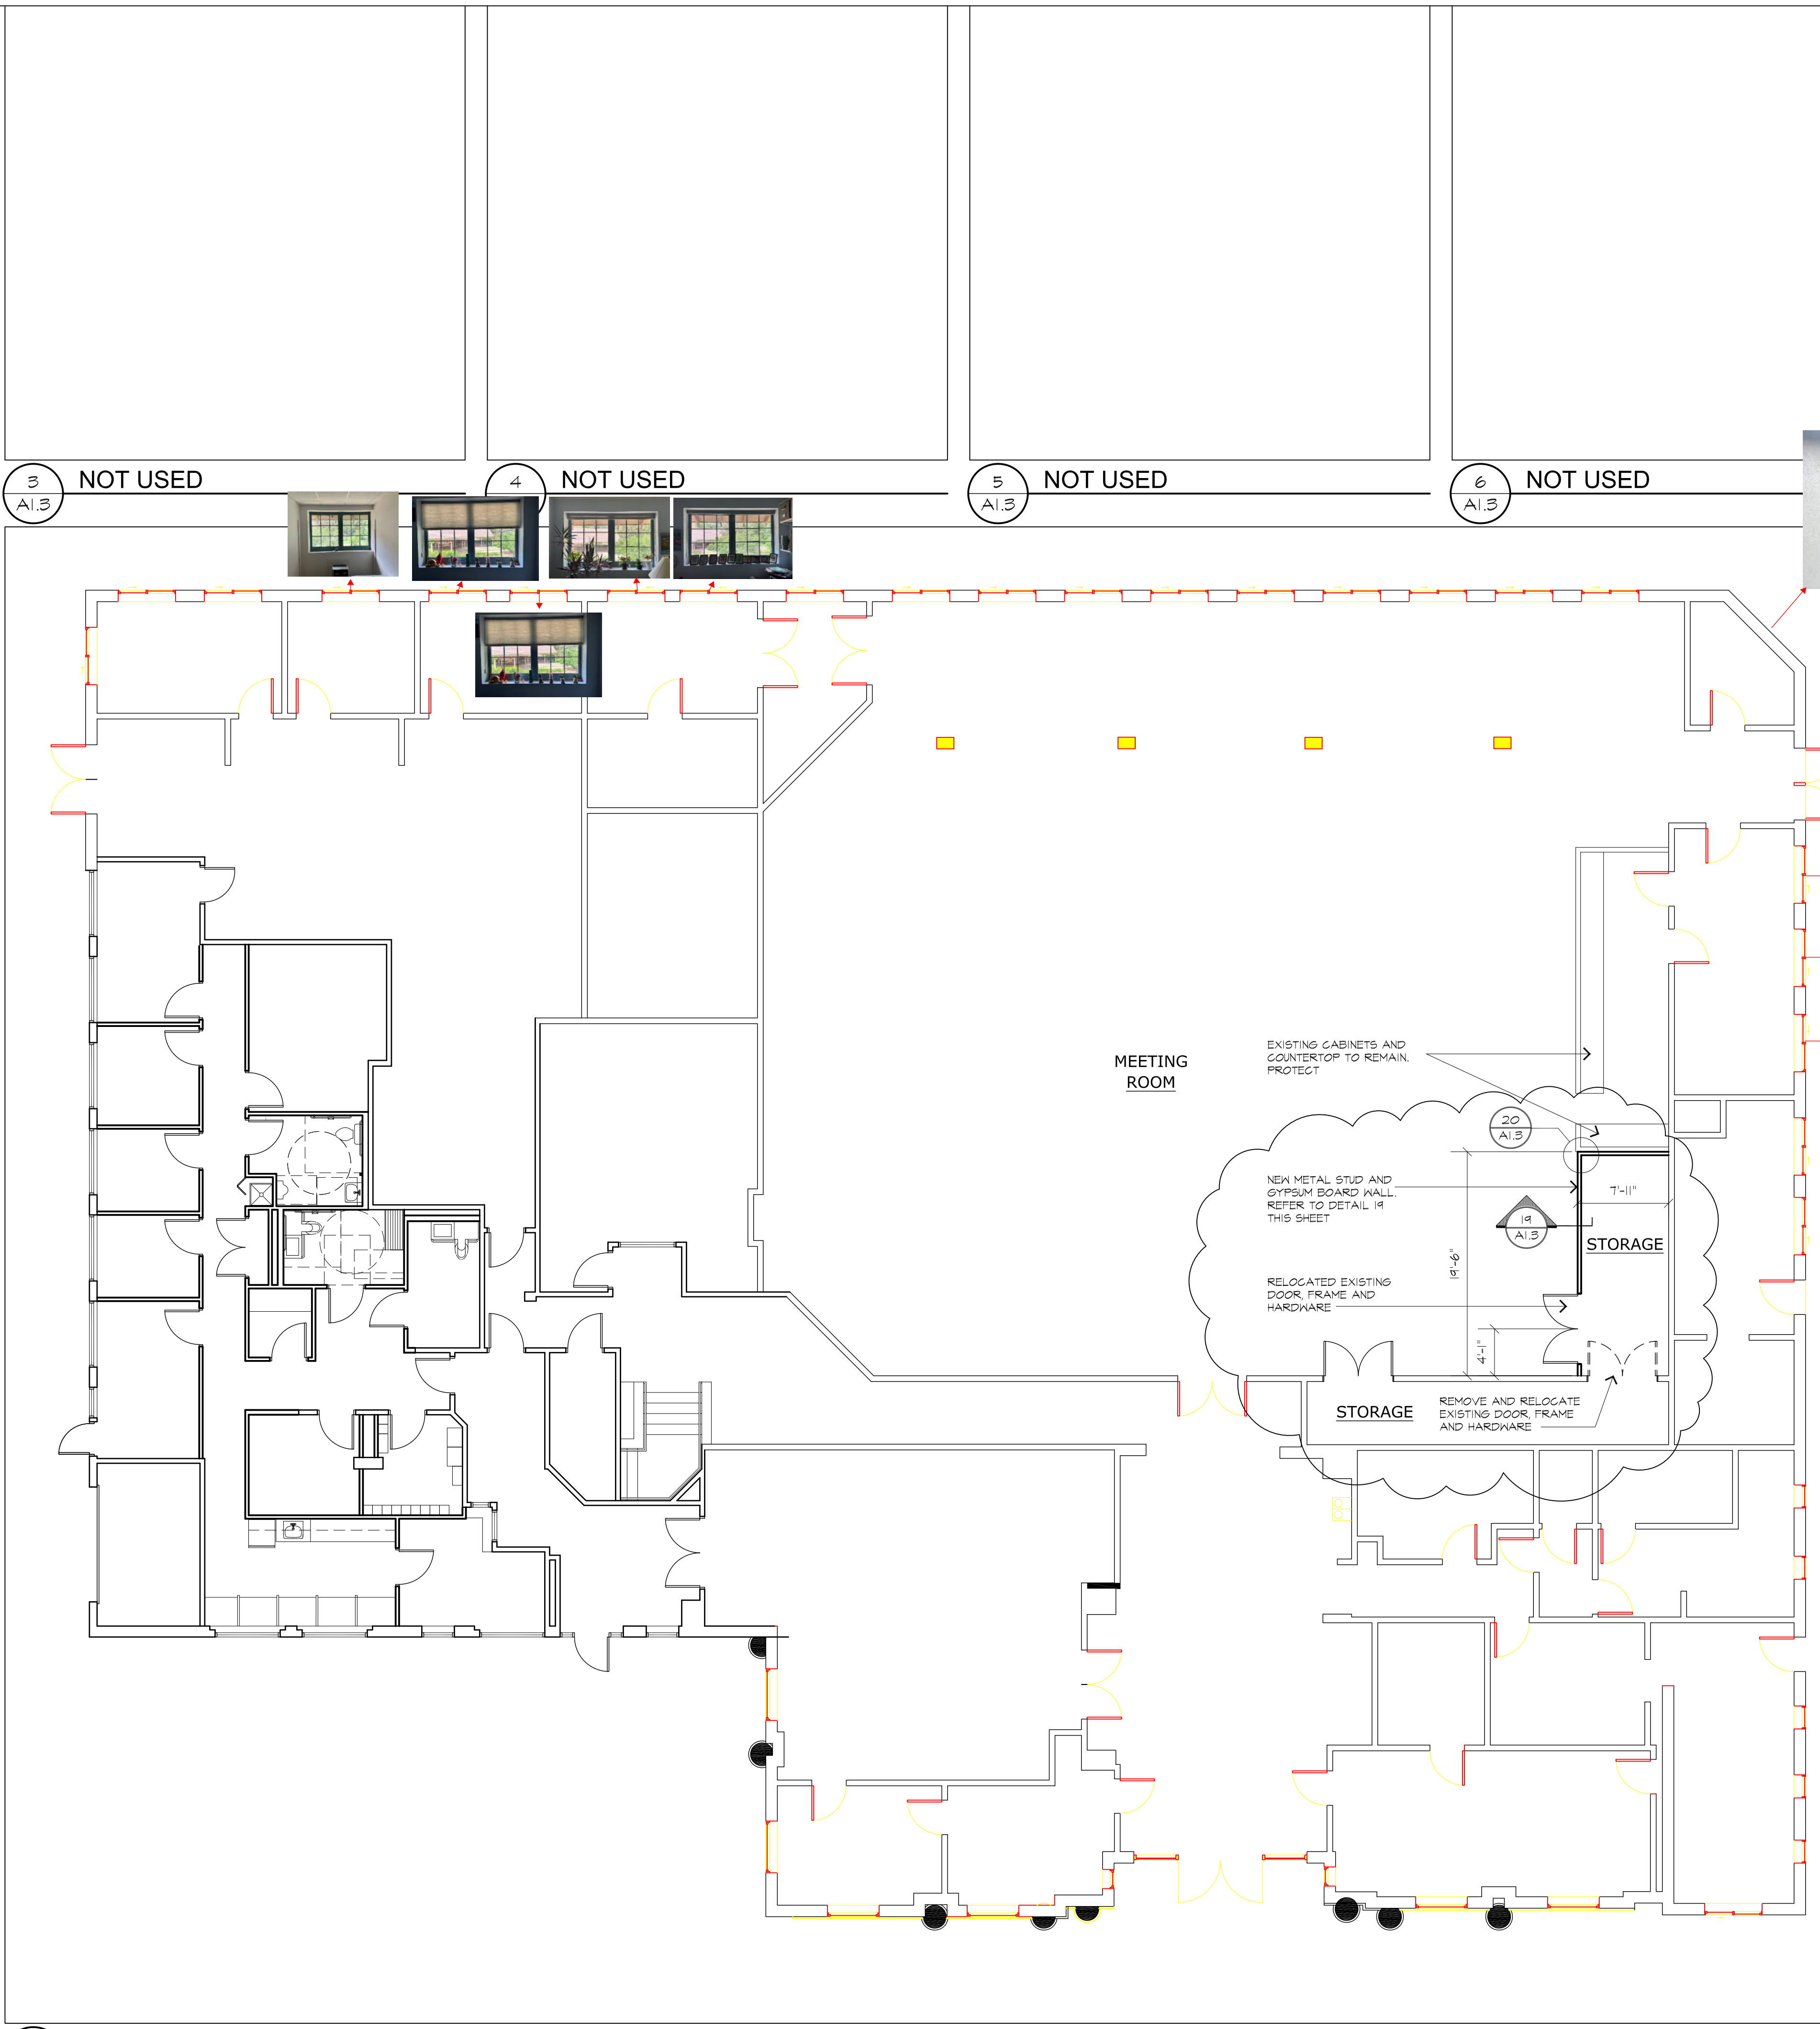 3
A1.3
NOT USED
4
NOT USED
5
A1.3
NOT USED
6
A1.3
NOT USED
MEETING
ROOM
EXISTING CABINETS AND
COUNTERTOP TO REMAIN.
PROTECT
20
A1.3
NEW METAL STUD AND
GYPSUM BOARD WALL.
REFER TO DETAIL 19
THIS SHEET
7'-11"
19
A1.3
STORAGE
19'-6"
RELOCATED EXISTING
DOOR, FRAME AND
HARDWARE
4'-1"
STORAGE
REMOVE AND RELOCATE
EXISTING DOOR, FRAME
AND HARDWARE